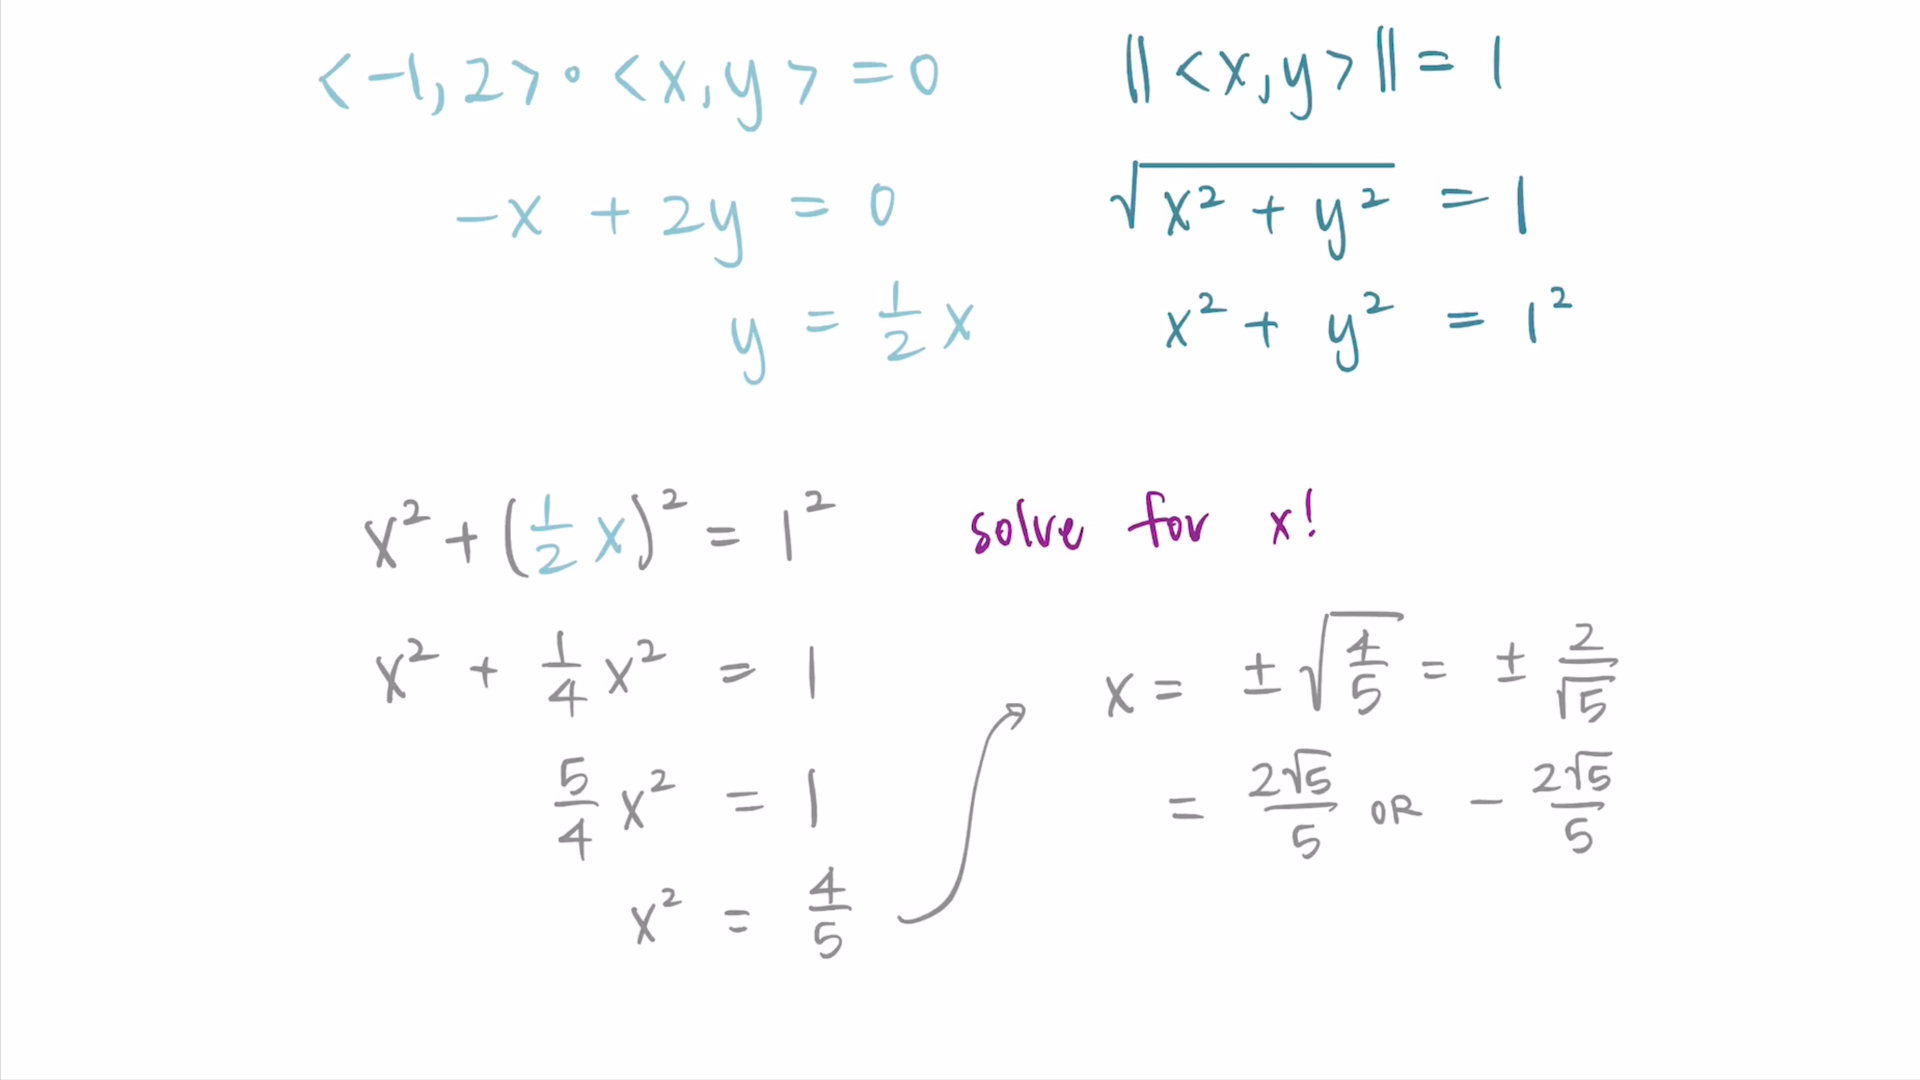 <-1, 2> • <x, y> = 0
-x + 2y = 0
y = 1/2 x
|| <x, y> || = 1
√(x² + y²) = 1
x² + y² = 1²
x² + (1/2 x)² = 1²
solve for x!
x² + 1/4 x² = 1
5/4 x² = 1
x² = 4/5
x = ± √(4/5) = ± 2/√5
= 2√5/5 OR - 2√5/5